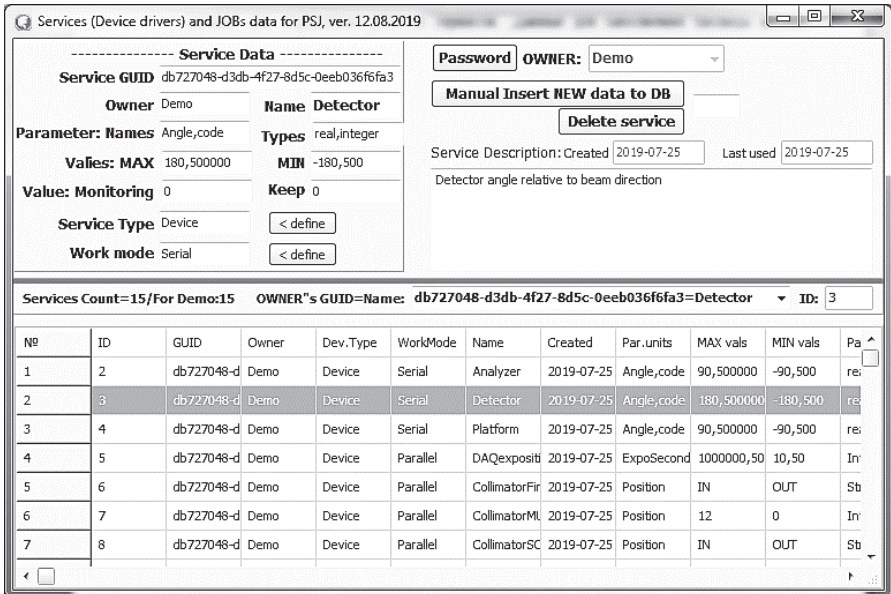 Services (Device drivers) and JOBs data for PSJ, ver. 12.08.2019
--------------- Service Data ---------------
Service GUID db727048-d3db-4f27-8d5c-0eeb036f6fa3
Owner Demo Name Detector
Parameter: Names Angle,code Types real,integer
Valies: MAX 180,500000 MIN -180,500
Value: Monitoring 0 Keep 0
Service Type Device < define
Work mode Serial < define
Password OWNER: Demo
Manual Insert NEW data to DB
Delete service
Service Description: Created 2019-07-25 Last used 2019-07-25
Detector angle relative to beam direction
Services Count=15/For Demo:15 OWNER"s GUID=Name: db727048-d3db-4f27-8d5c-0eeb036f6fa3=Detector ID: 3
№ ID GUID Owner Dev.Type WorkMode Name Created Par.units MAX vals MIN vals Pa
1 2 db727048-d Demo Device Serial Analyzer 2019-07-25 Angle,code 90,500000 -90,500 rea
2 3 db727048-d Demo Device Serial Detector 2019-07-25 Angle,code 180,500000 -180,500 rea
3 4 db727048-d Demo Device Serial Platform 2019-07-25 Angle,code 90,500000 -90,500 rea
4 5 db727048-d Demo Device Parallel DAQexpositi 2019-07-25 ExpoSecond 1000000,50 10,50 Int
5 6 db727048-d Demo Device Parallel CollimatorFir 2019-07-25 Position IN OUT Str
6 7 db727048-d Demo Device Parallel CollimatorMU 2019-07-25 Position 12 0 Int
7 8 db727048-d Demo Device Parallel CollimatorSC 2019-07-25 Position IN OUT Str